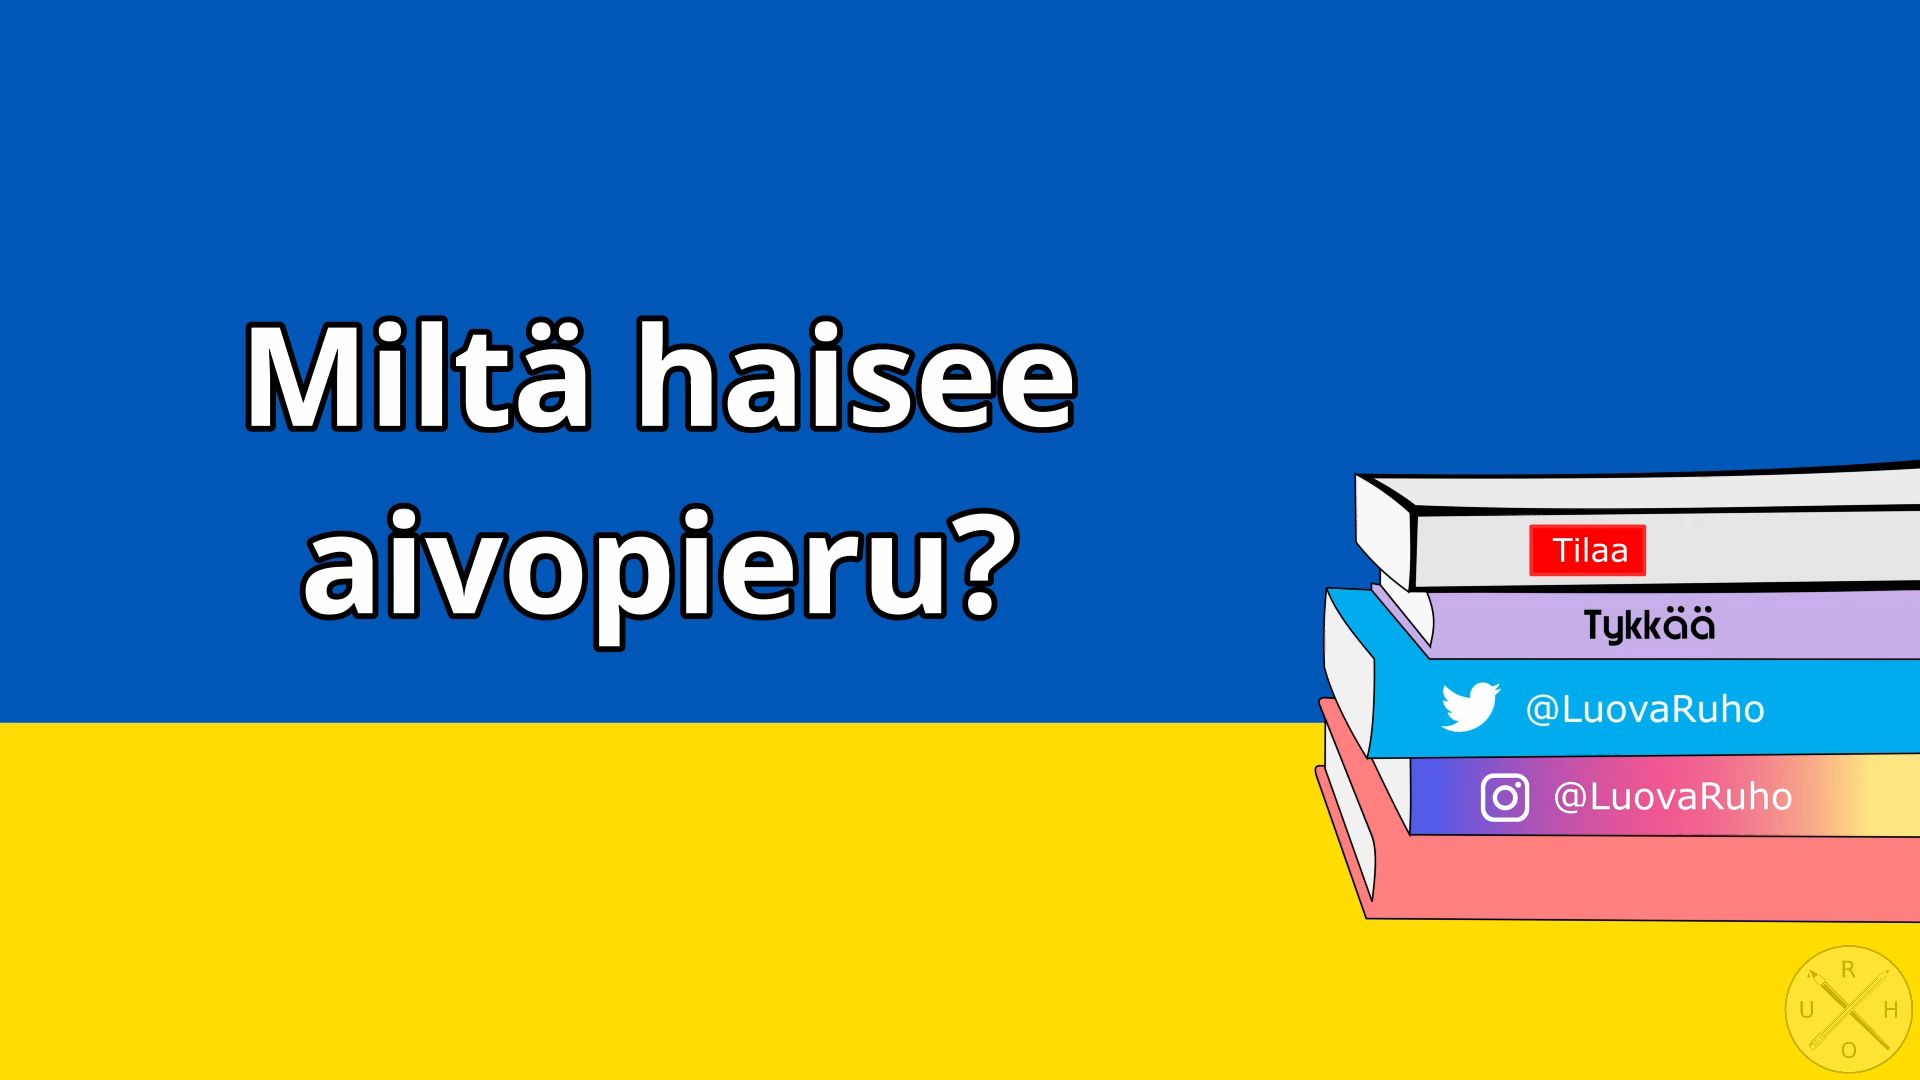 Miltä haisee
aivopieru?
Tilaa
Tykkää
@LuovaRuho
@LuovaRuho
R
U H
O